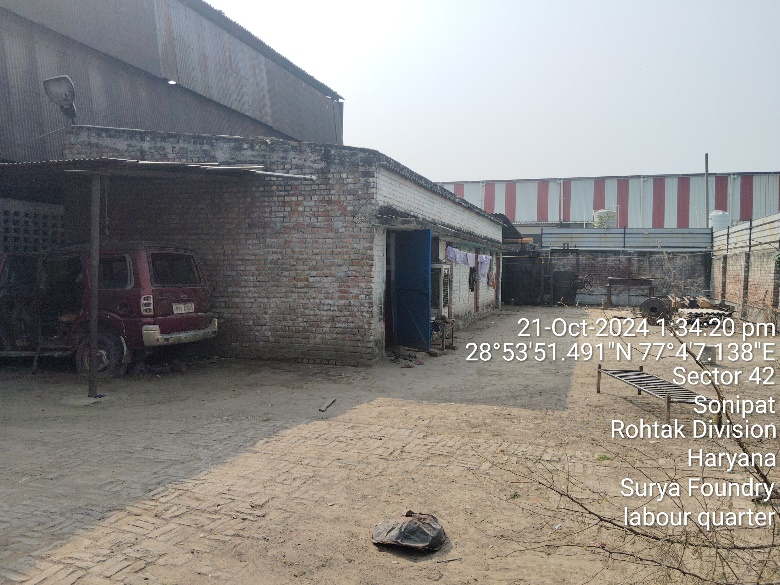 21-Oct-2024 1:34:20 pm
28°53'51.491"N 77°4'7.138"E
Sector 42
Sonipat
Rohtak Division
Haryana
Surya Foundry
labour quarter